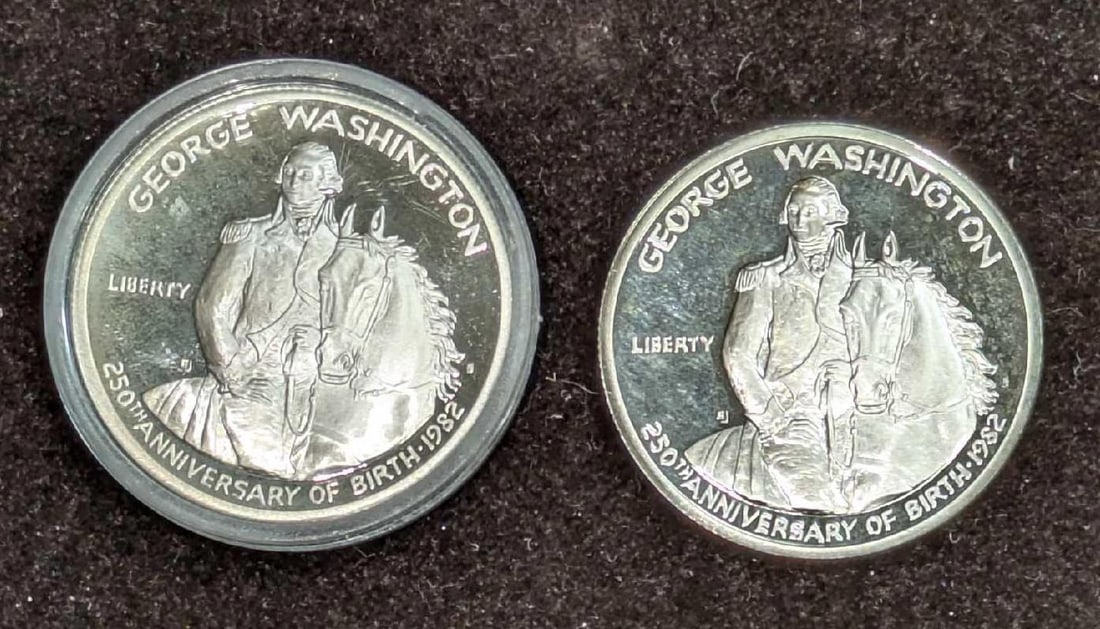 GEORGE WASHINGTON
LIBERTY
250TH ANNIVERSARY OF BIRTH · 1982
GEORGE WASHINGTON
LIBERTY
250TH ANNIVERSARY OF BIRTH · 1982